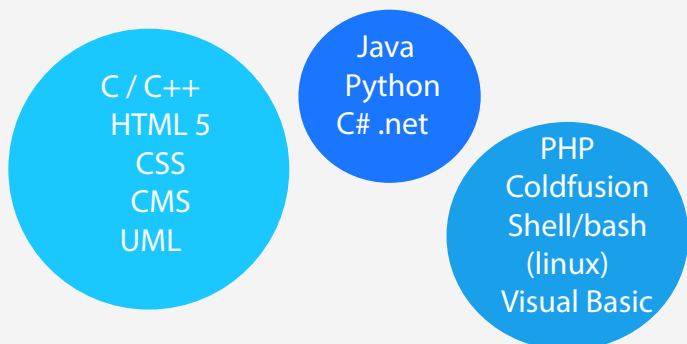 C / C++
HTML 5
CSS
CMS
UML
Java
Python
C# .net
PHP
Coldfusion
Shell/bash
(linux)
Visual Basic